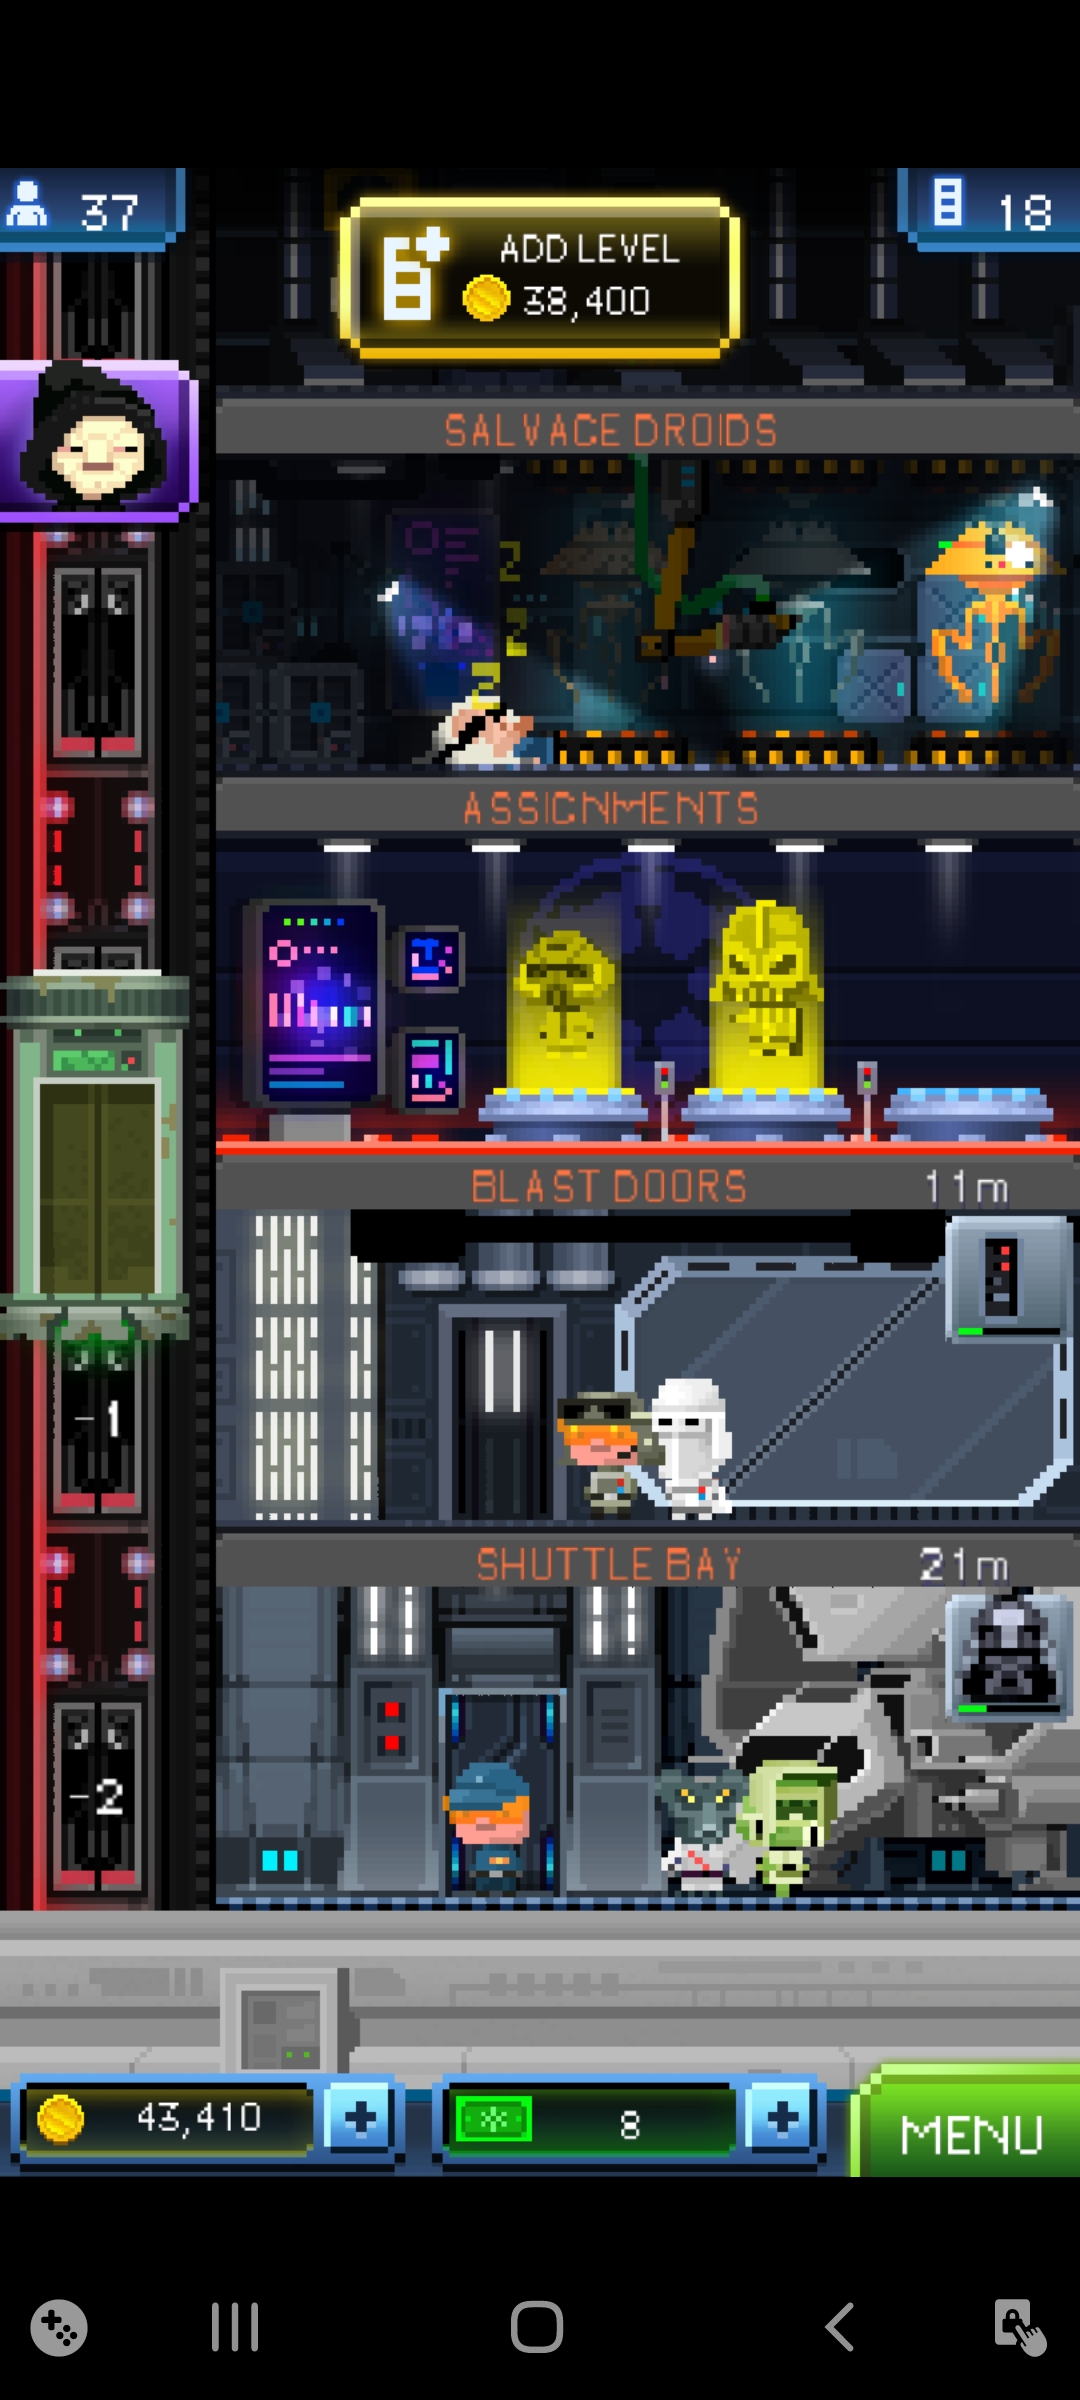 37
ADD LEVEL
38,400
18
SALVAGE DROIDS
ASSIGNMENTS
BLAST DOORS 11m
-1
SHUTTLE BAY 21m
-2
43,410
8
MENU